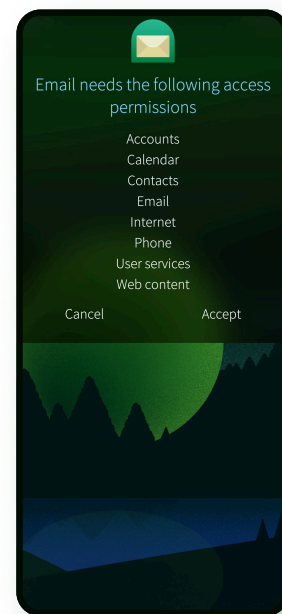 Email needs the following access
permissions
Accounts
Calendar
Contacts
Email
Internet
Phone
User services
Web content
Cancel Accept